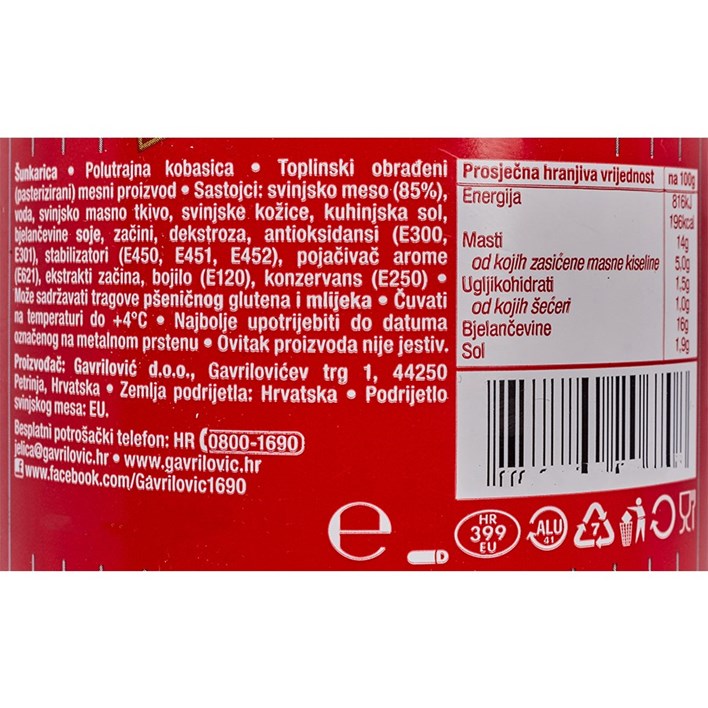 Šunkarica • Polutrajna kobasica • Toplinski obrađeni
(pasterizirani) mesni proizvod • Sastojci: svinjsko meso (85%),
voda, svinjsko masno tkivo, svinjske kožice, kuhinjska sol,
bjelančevine soje, začini, dekstroza, antioksidansi (E300,
E301), stabilizatori (E450, E451, E452), pojačivač arome
(E621), ekstrakti začina, bojilo (E120), konzervans (E250) •
Može sadržavati tragove pšeničnog glutena i mlijeka • Čuvati
na temperaturi do +4°C • Najbolje upotrijebiti do datuma
označenog na metalnom prstenu • Ovitak proizvoda nije jestiv.
Proizvođač: Gavrilović d.o.o., Gavrilovićev trg 1, 44250
Petrinja, Hrvatska • Zemlja podrijetla: Hrvatska • Podrijetlo
svinjskog mesa: EU.
Besplatni potrošački telefon: HR 0800-1690
jelica@gavrilovic.hr • www.gavrilovic.hr
f www.facebook.com/Gavrilovic1690
Prosječna hranjiva vrijednost na 100g
Energija 816kJ
196kcal
Masti 14g
od kojih zasićene masne kiseline 5,0g
Ugljikohidrati 1,5g
od kojih šećeri 1,0g
Bjelančevine 16g
Sol 1,9g
e
HR
399
EU
ALU
41
7